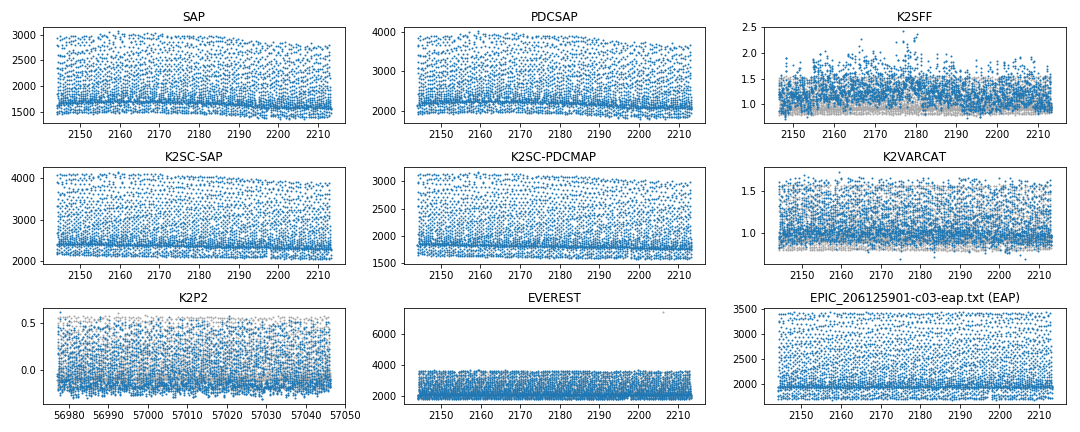 SAP PDCSAP K2SFF
3000 2500 2000 1500
2150 2160 2170 2180 2190 2200 2210
4000 3000 2000
2150 2160 2170 2180 2190 2200 2210
2.5 2.0 1.5 1.0
2150 2160 2170 2180 2190 2200 2210
K2SC-SAP K2SC-PDCMAP K2VARCAT
4000 3000 2000
2150 2160 2170 2180 2190 2200 2210
3000 2500 2000 1500
2150 2160 2170 2180 2190 2200 2210
1.5 1.0
2150 2160 2170 2180 2190 2200 2210
K2P2 EVEREST EPIC_206125901-c03-eap.txt (EAP)
0.5 0.0
56980 56990 57000 57010 57020 57030 57040 57050
6000 4000 2000
2150 2160 2170 2180 2190 2200 2210
3500 3000 2500 2000
2150 2160 2170 2180 2190 2200 2210